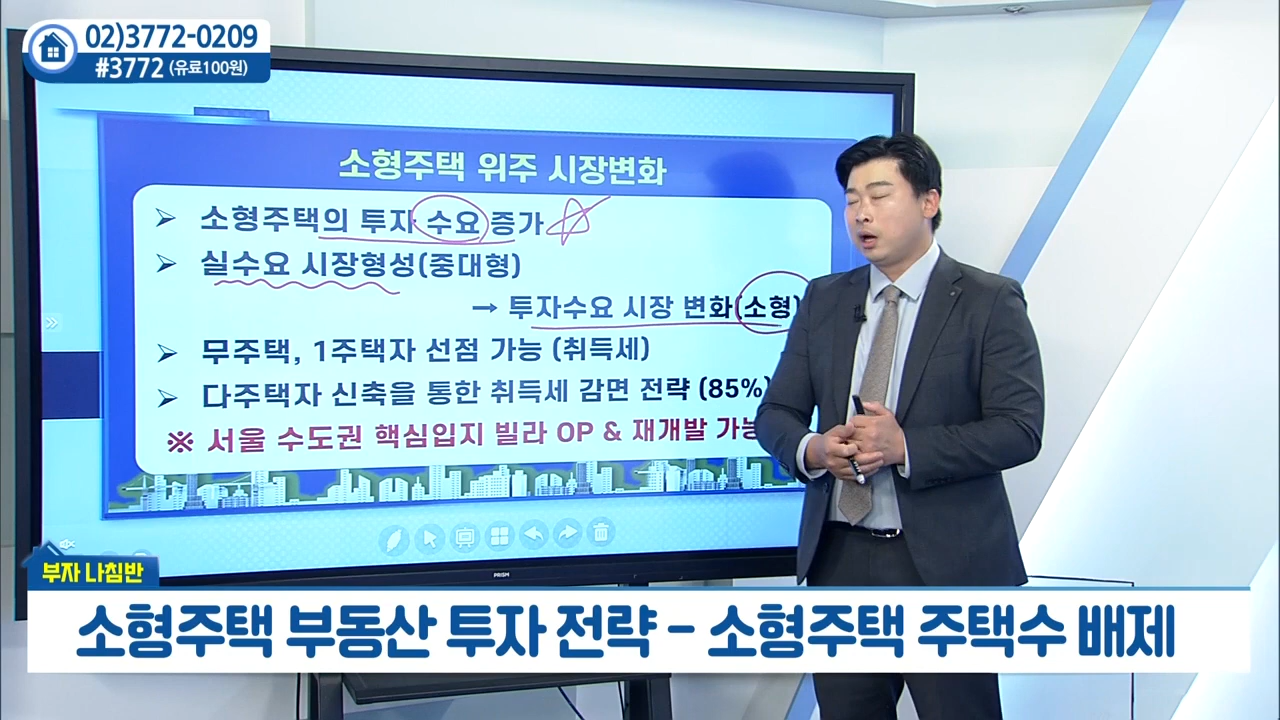 02)3772-0209
#3772 (유료100원)
소형주택 위주 시장변화
➢ 소형주택의 투자 수요 증가
➢ 실수요 시장형성(중대형)
→ 투자수요 시장 변화(소형)
➢ 무주택, 1주택자 선점 가능 (취득세)
➢ 다주택자 신축을 통한 취득세 감면 전략 (85%)
※ 서울 수도권 핵심입지 빌라 OP & 재개발 가능
PRISM
부자 나침반
소형주택 부동산 투자 전략 - 소형주택 주택수 배제